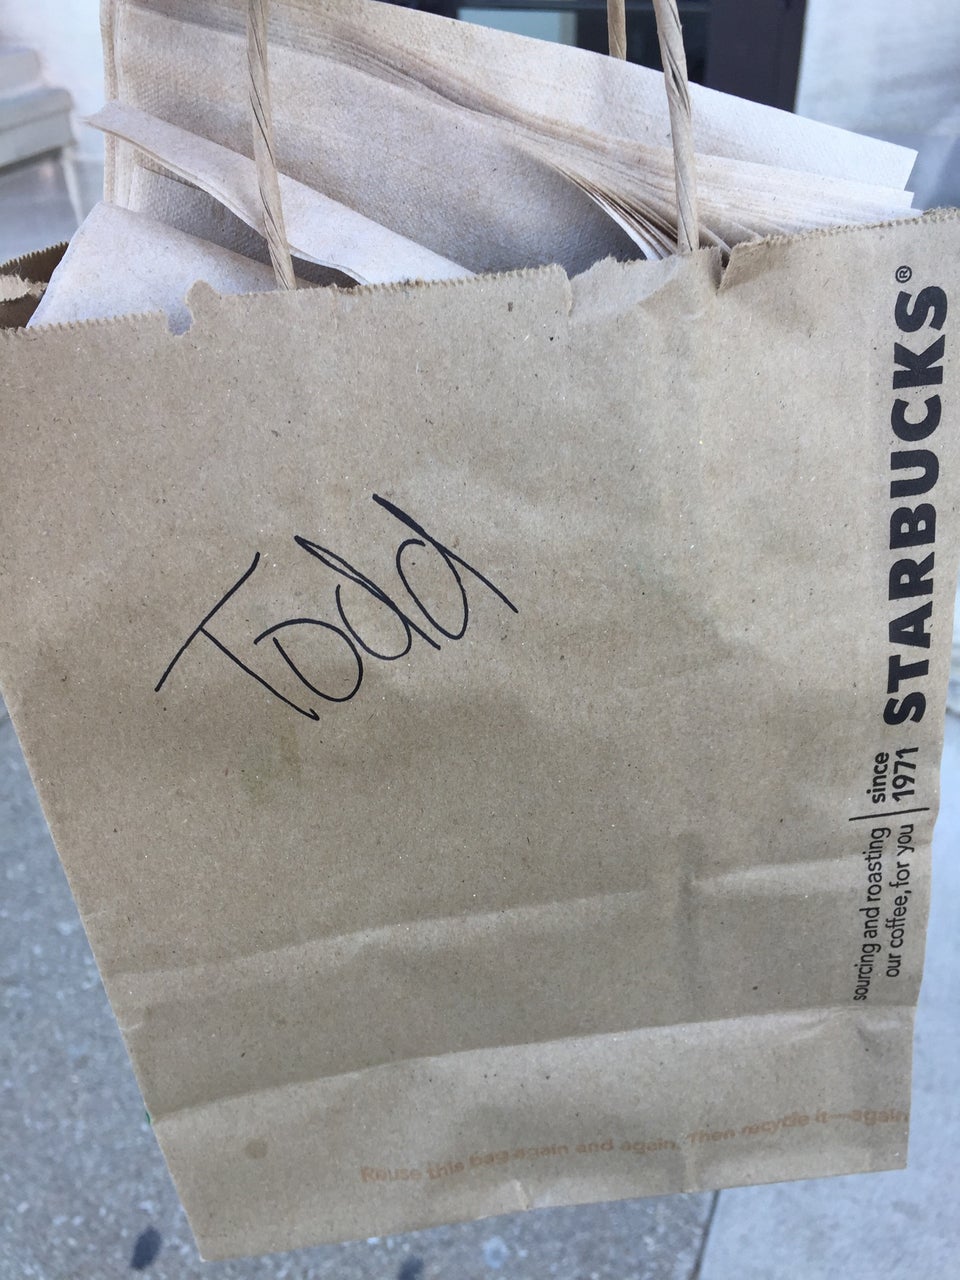 Todd
STARBUCKS®
since
1971
sourcing and roasting
our coffee, for you
Reuse this bag again and again. Then recycle it—again